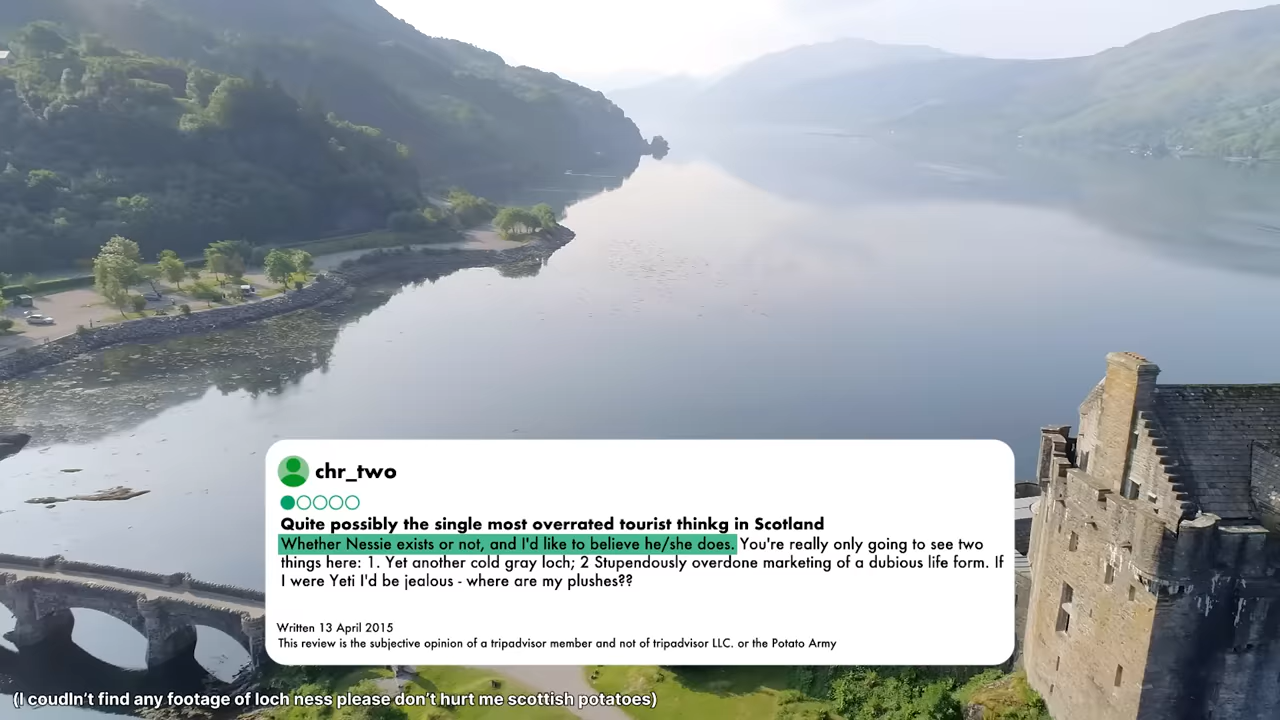 chr_two
Quite possibly the single most overrated tourist thinkg in Scotland
Whether Nessie exists or not, and I'd like to believe he/she does. You're really only going to see two
things here: 1. Yet another cold gray loch; 2 Stupendously overdone marketing of a dubious life form. If
I were Yeti I'd be jealous - where are my plushes??
Written 13 April 2015
This review is the subjective opinion of a tripadvisor member and not of tripadvisor LLC. or the Potato Army
(I coudln't find any footage of loch ness please don't hurt me scottish potatoes)